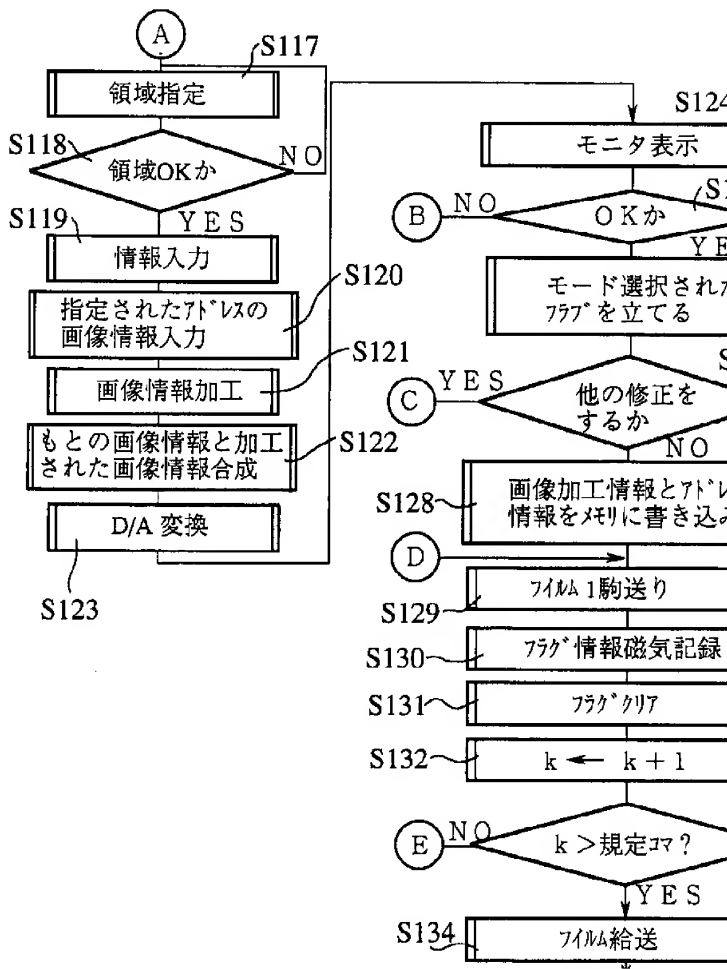 A
S117
領域指定
S118
領域OKか
NO
YES
S119
情報入力
S120
指定されたアドレスの
画像情報入力
S121
画像情報加工
S122
もとの画像情報と加工
された画像情報合成
D/A 変換
S123
S124
モニタ表示
B
NO
OKか
モード選択された
フラブを立てる
C
YES
他の修正を
するか
NO
S128
画像加工情報とアドレ
情報をメモリに書き込み
D
フイルム1駒送り
S129
S130
フラグ情報磁気記録
S131
フラグクリア
S132
k ← k + 1
E
NO
k >規定コマ?
YES
S134
フイルム給送